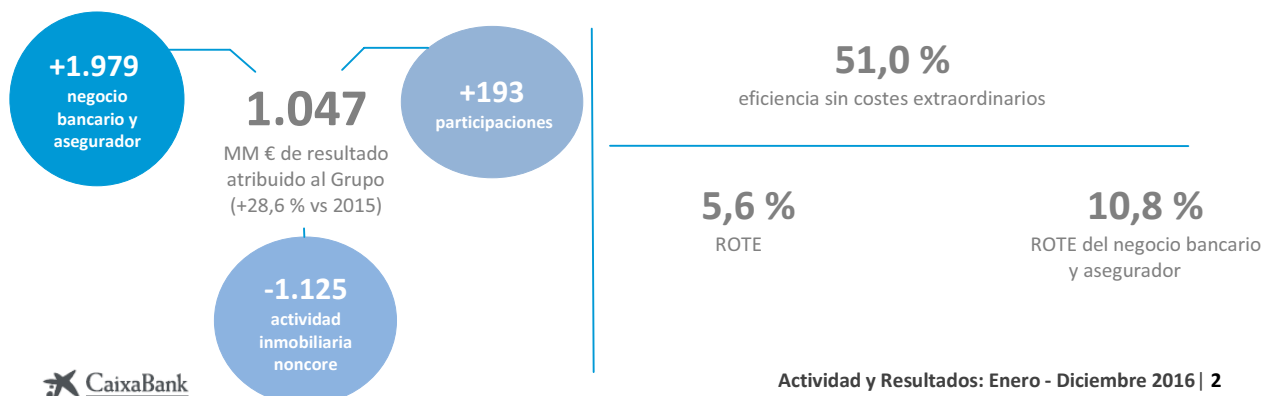 +1.979
negocio
bancario y
asegurador
1.047
MM € de resultado
atribuido al Grupo
(+28,6 % vs 2015)
+193
participaciones
-1.125
actividad
inmobiliaria
noncore
51,0 %
eficiencia sin costes extraordinarios
5,6 %
ROTE
10,8 %
ROTE del negocio bancario
y asegurador
CaixaBank
Actividad y Resultados: Enero - Diciembre 2016| 2